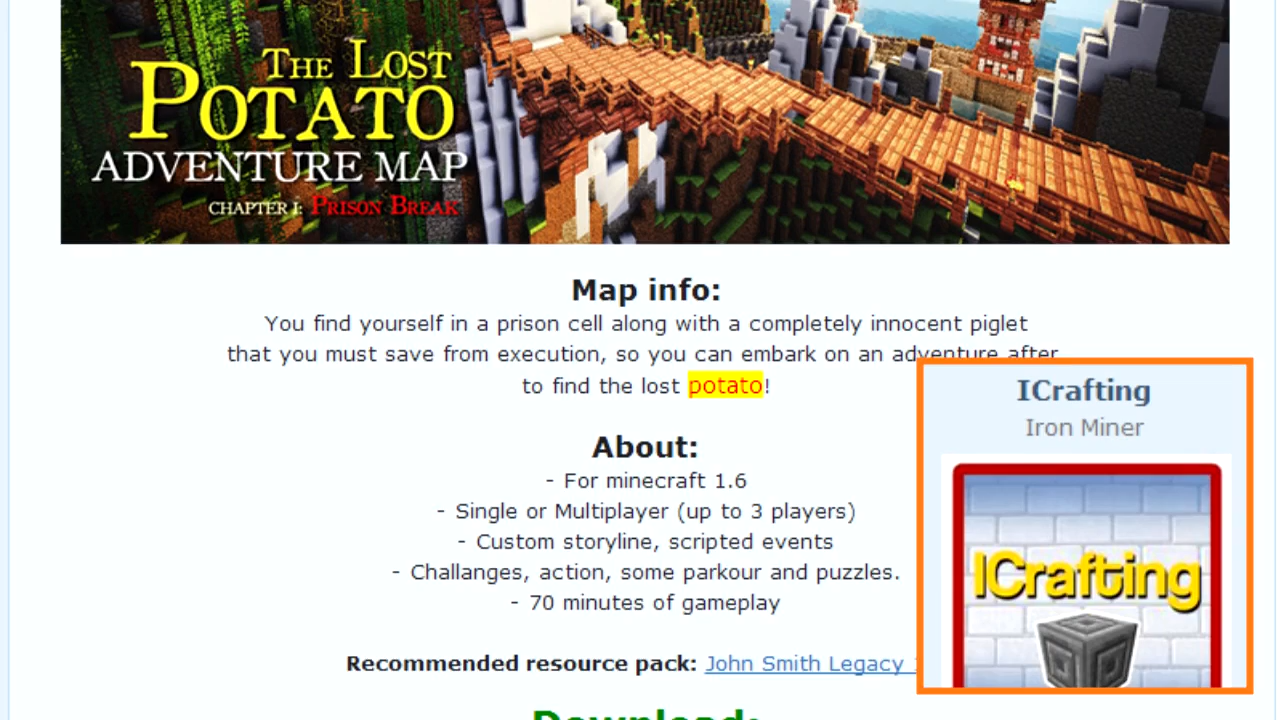 THE LOST
POTATO
ADVENTURE MAP
CHAPTER I: PRISON BREAK
Map info:
You find yourself in a prison cell along with a completely innocent piglet
that you must save from execution, so you can embark on an adventure after
to find the lost potato!
About:
- For minecraft 1.6
- Single or Multiplayer (up to 3 players)
- Custom storyline, scripted events
- Challanges, action, some parkour and puzzles.
- 70 minutes of gameplay
Recommended resource pack: John Smith Legacy
Download:
ICrafting
Iron Miner
ICrafting